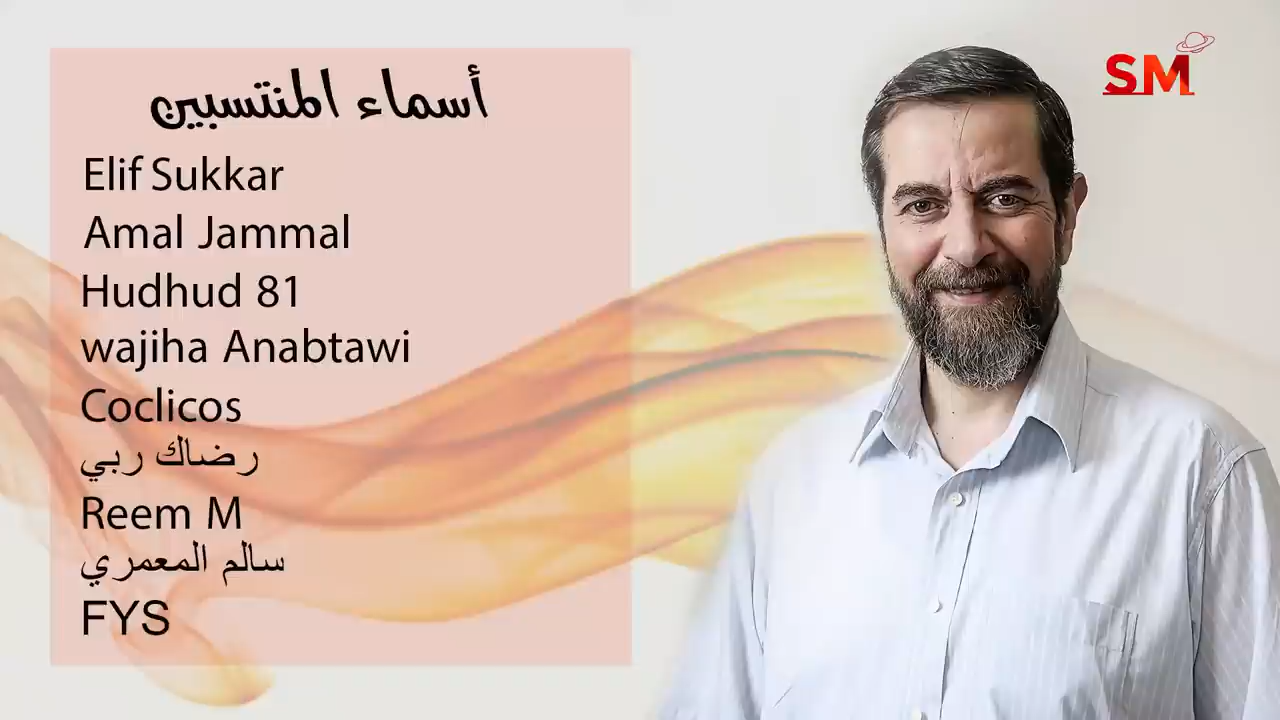 SM
أسماء المنتسبين
Elif Sukkar
Amal Jammal
Hudhud 81
wajiha Anabtawi
Coclicos
رضاك ربي
Reem M
سالم المعمري
FYS